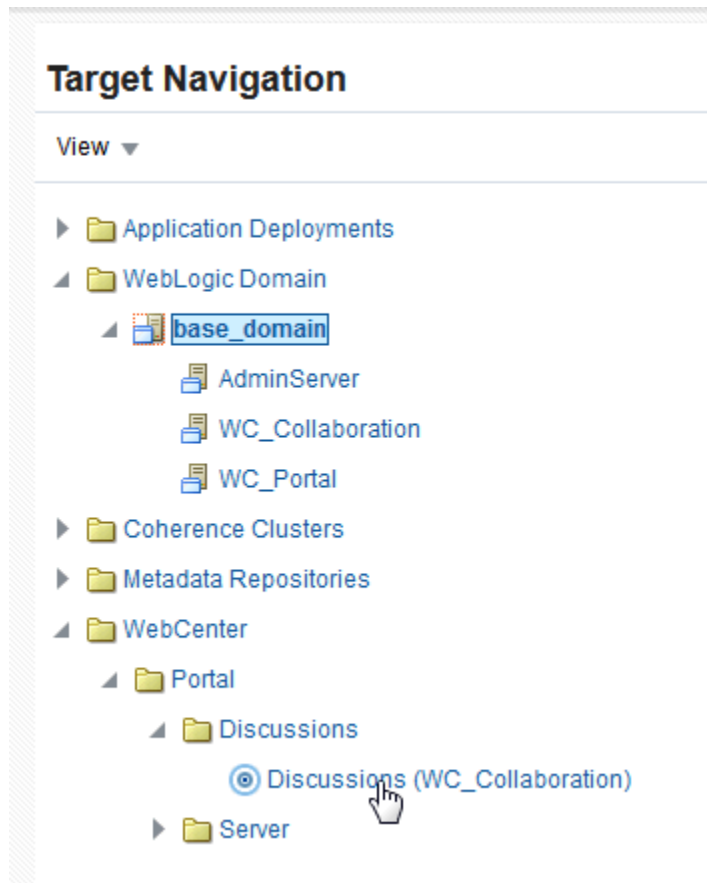 Target Navigation
View
Application Deployments
WebLogic Domain
base_domain
AdminServer
WC_Collaboration
WC_Portal
Coherence Clusters
Metadata Repositories
WebCenter
Portal
Discussions
Discussions (WC_Collaboration)
Server